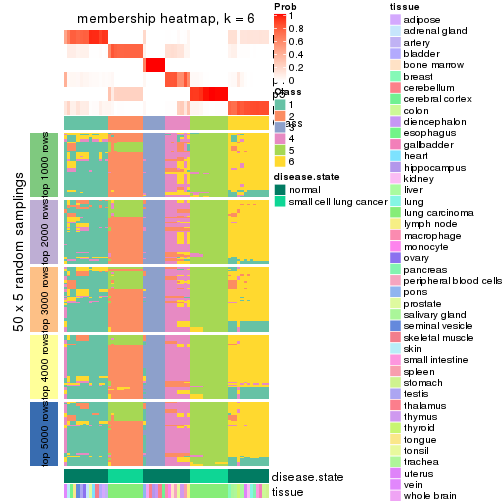 membership heatmap, k = 6
50 x 5 random samplings
top 1000 rows
top 2000 rows
top 3000 rows
top 4000 rows
top 5000 rows
disease.state
tissue
Prob
1
0.8
0.6
0.4
0.2
0
Class
1
2
3
4
5
6
disease.state
normal
small cell lung cancer
tissue
adipose
adrenal gland
artery
bladder
bone marrow
breast
cerebellum
cerebral cortex
colon
diencephalon
esophagus
gallbladder
heart
hippocampus
kidney
liver
lung
lung carcinoma
lymph node
macrophage
monocyte
ovary
pancreas
peripheral blood cells
pons
prostate
salivary gland
seminal vesicle
skeletal muscle
skin
small intestine
spleen
stomach
testis
thalamus
thymus
thyroid
tongue
tonsil
trachea
uterus
vein
whole brain